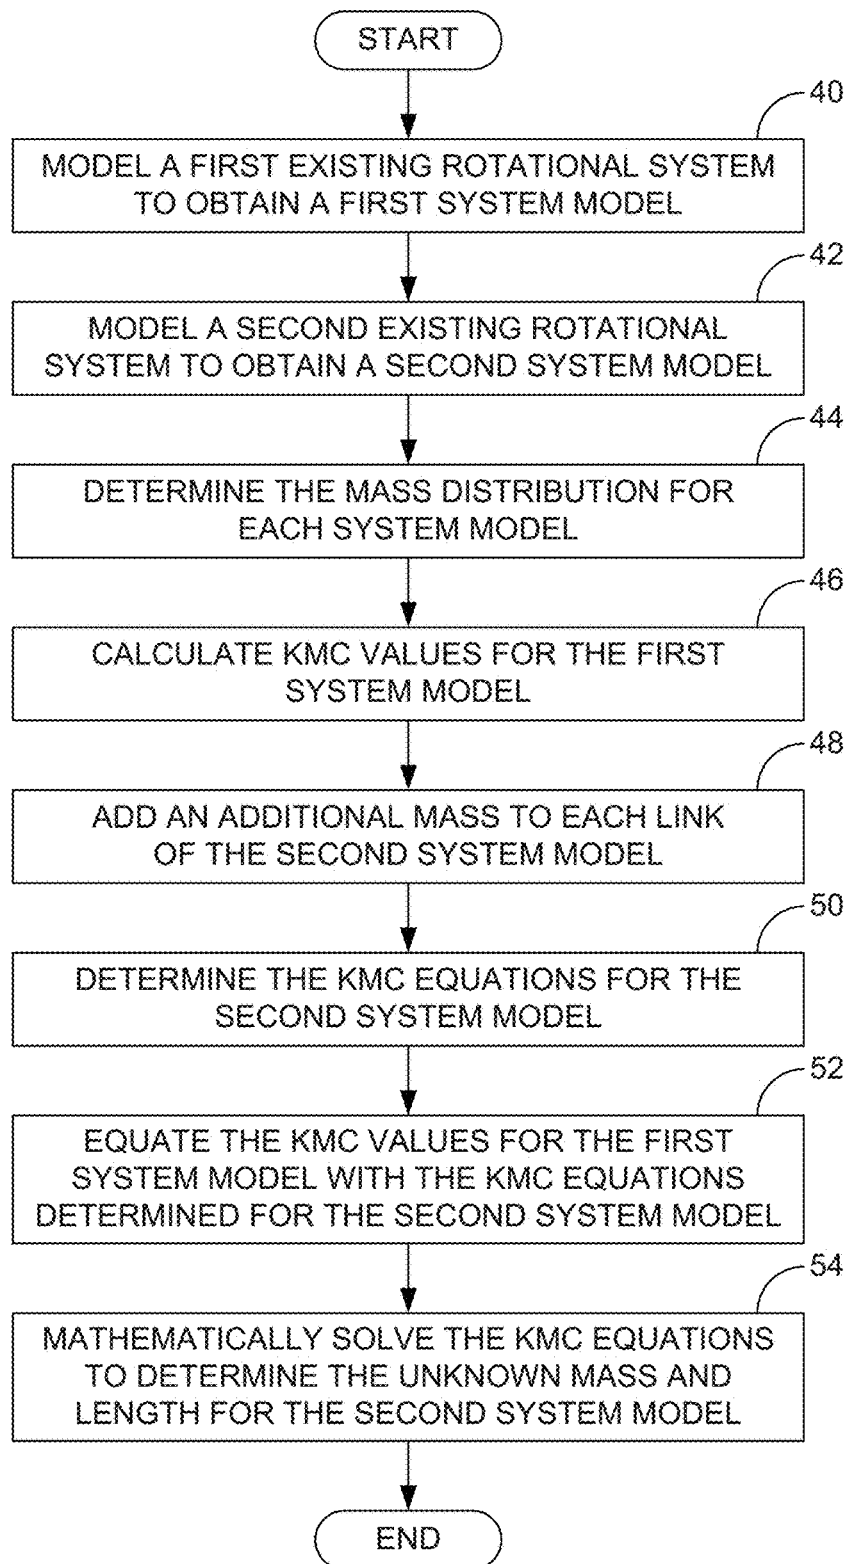 START
40
MODEL A FIRST EXISTING ROTATIONAL SYSTEM
TO OBTAIN A FIRST SYSTEM MODEL
42
MODEL A SECOND EXISTING ROTATIONAL
SYSTEM TO OBTAIN A SECOND SYSTEM MODEL
44
DETERMINE THE MASS DISTRIBUTION FOR
EACH SYSTEM MODEL
46
CALCULATE KMC VALUES FOR THE FIRST
SYSTEM MODEL
48
ADD AN ADDITIONAL MASS TO EACH LINK
OF THE SECOND SYSTEM MODEL
50
DETERMINE THE KMC EQUATIONS FOR THE
SECOND SYSTEM MODEL
52
EQUATE THE KMC VALUES FOR THE FIRST
SYSTEM MODEL WITH THE KMC EQUATIONS
DETERMINED FOR THE SECOND SYSTEM MODEL
54
MATHEMATICALLY SOLVE THE KMC EQUATIONS
TO DETERMINE THE UNKNOWN MASS AND
LENGTH FOR THE SECOND SYSTEM MODEL
END